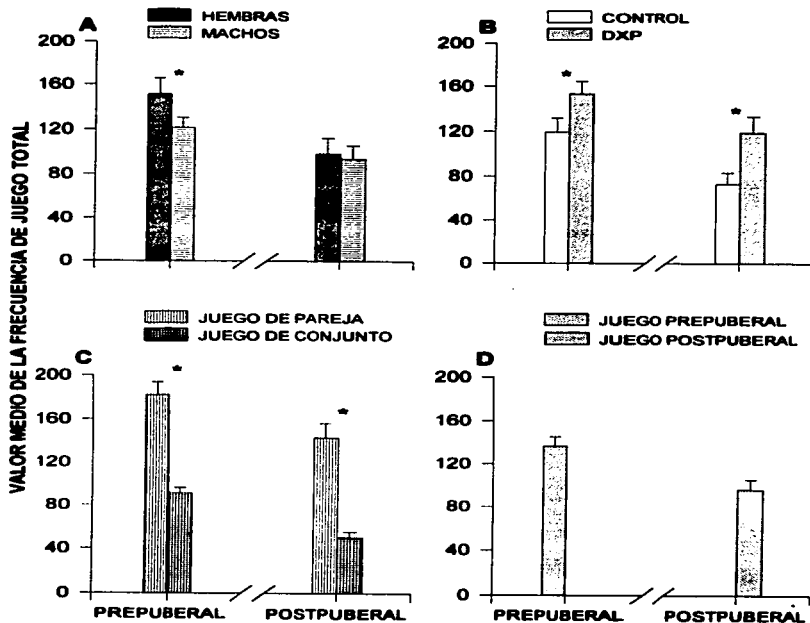 A
HEMBRAS
MACHOS
200
160
120
80
40
0
*
B
CONTROL
DXP
200
160
120
80
40
0
*
*
VALOR MEDIO DE LA FRECUENCIA DE JUEGO TOTAL
C
JUEGO DE PAREJA
JUEGO DE CONJUNTO
200
160
120
80
40
0
*
*
PREPUBERAL
POSTPUBERAL
D
JUEGO PREPUBERAL
JUEGO POSTPUBERAL
200
160
120
80
40
0
PREPUBERAL
POSTPUBERAL